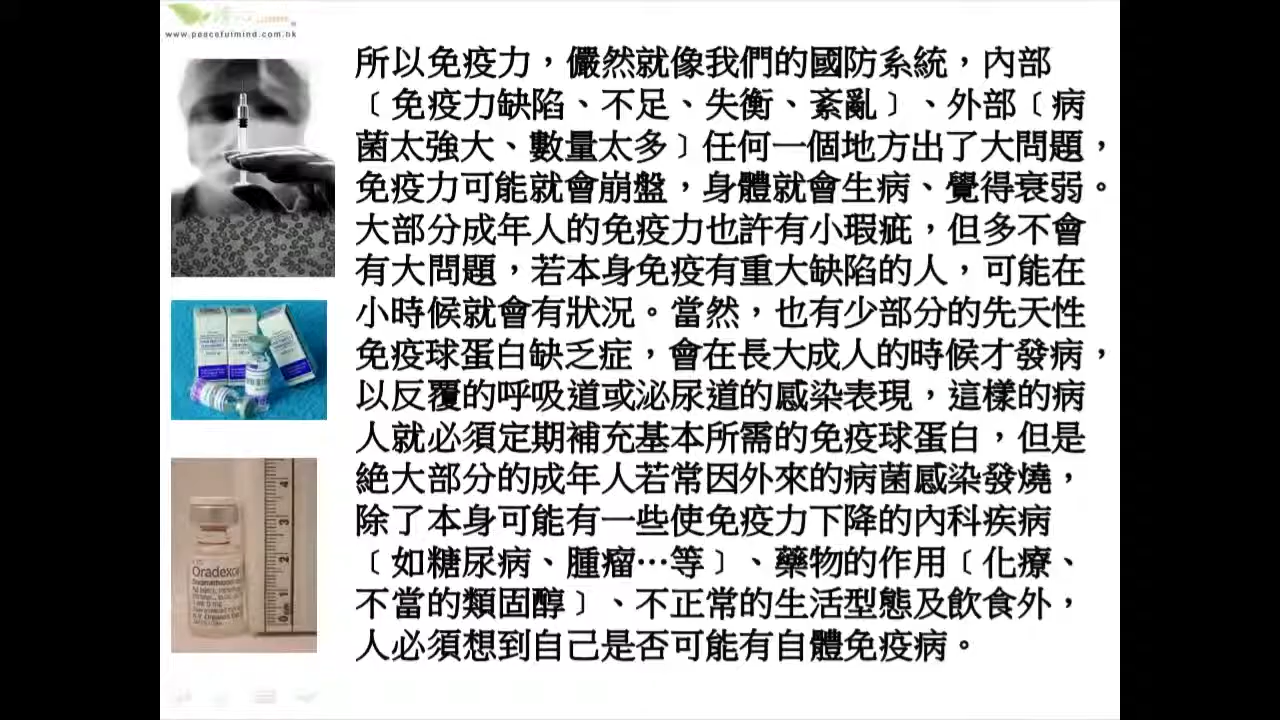 www.peacefulmind.com.hk
所以免疫力，儼然就像我們的國防系統，內部
﹝免疫力缺陷、不足、失衡、紊亂﹞、外部﹝病
菌太強大、數量太多﹞任何一個地方出了大問題，
免疫力可能就會崩盤，身體就會生病、覺得衰弱。
大部分成年人的免疫力也許有小瑕疵，但多不會
有大問題，若本身免疫有重大缺陷的人，可能在
小時候就會有狀況。當然，也有少部分的先天性
免疫球蛋白缺乏症，會在長大成人的時候才發病，
以反覆的呼吸道或泌尿道的感染表現，這樣的病
人就必須定期補充基本所需的免疫球蛋白，但是
絕大部分的成年人若常因外來的病菌感染發燒，
除了本身可能有一些使免疫力下降的內科疾病
﹝如糖尿病、腫瘤…等﹞、藥物的作用﹝化療、
不當的類固醇﹞、不正常的生活型態及飲食外，
人必須想到自己是否可能有自體免疫病。
Oradexon
4
3
2
1